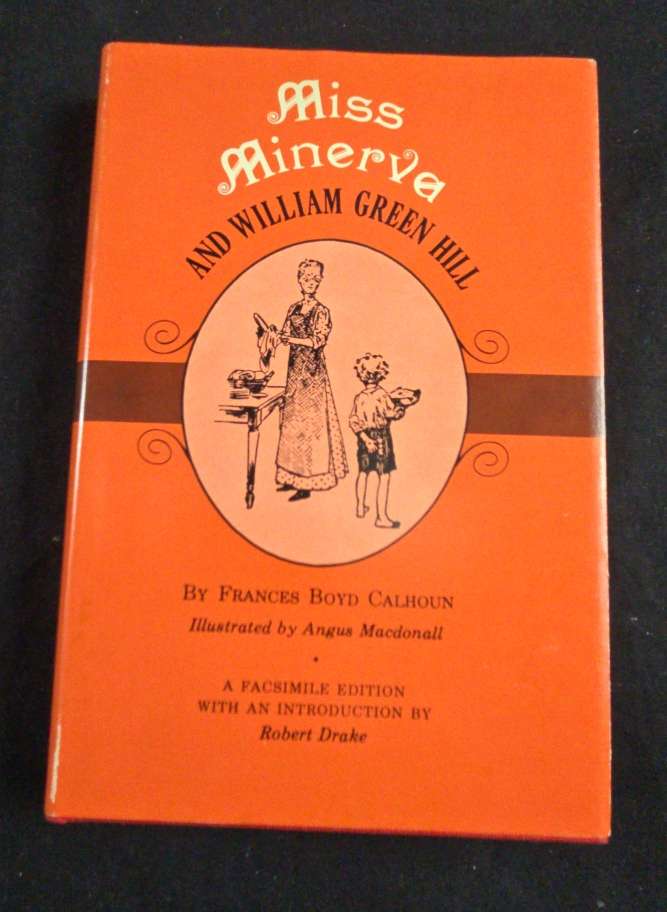 Miss
Minerva
AND WILLIAM GREEN HILL
BY FRANCES BOYD CALHOUN
Illustrated by Angus Macdonall
•
A FACSIMILE EDITION
WITH AN INTRODUCTION BY
Robert Drake